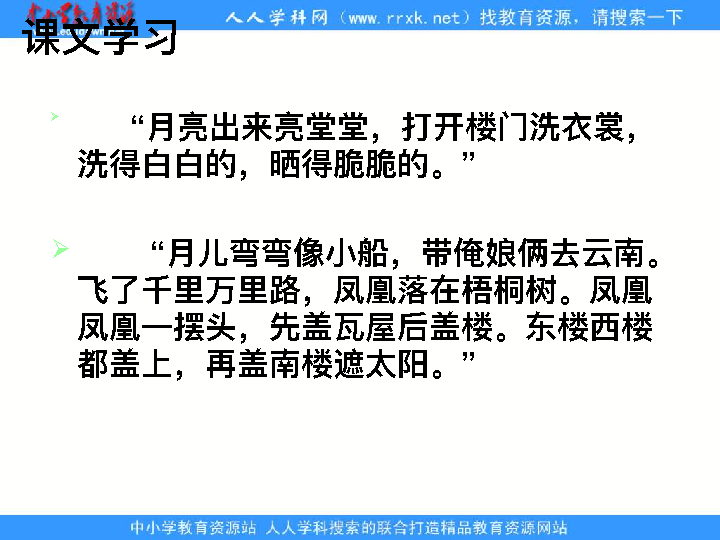 人人学科网（www.rrxk.net）找教育资源，请搜索一下
课文学习
“月亮出来亮堂堂，打开楼门洗衣裳，
洗得白白的，晒得脆脆的。”
“月儿弯弯像小船，带俺娘俩去云南。
飞了千里万里路，凤凰落在梧桐树。凤凰
凤凰一摆头，先盖瓦屋后盖楼。东楼西楼
都盖上，再盖南楼遮太阳。”
中小学教育资源站 人人学科搜索的联合打造精品教育资源网站